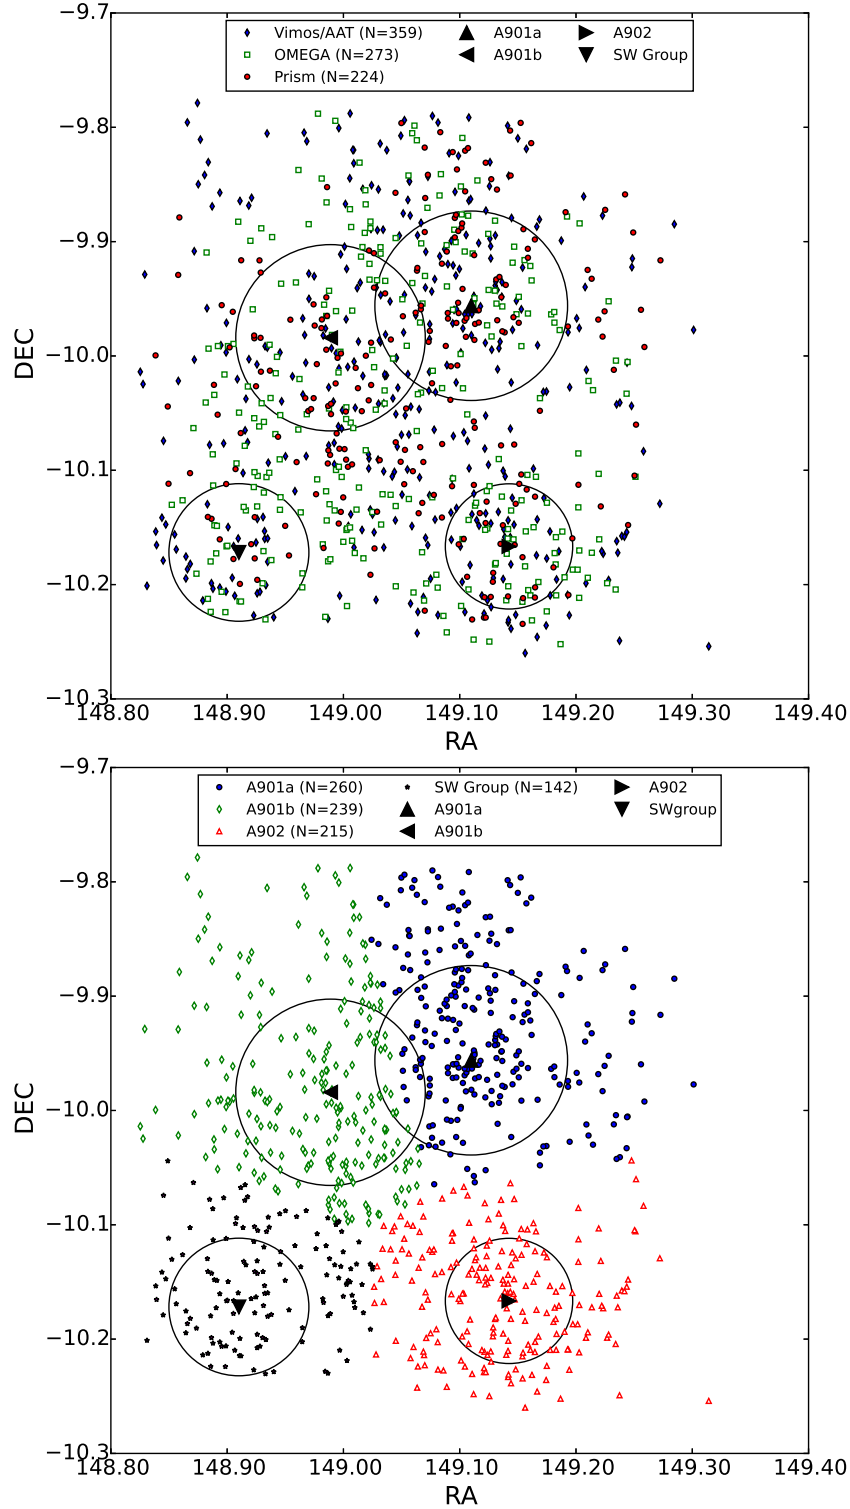 −9.7
−9.8
−9.9
−10.0
−10.1
−10.2
−10.3
DEC
Vimos/AAT (N=359)
OMEGA (N=273)
Prism (N=224)
A901a
A901b
A902
SW Group
148.80 148.90 149.00 149.10 149.20 149.30 149.40
RA
−9.7
−9.8
−9.9
−10.0
−10.1
−10.2
−10.3
DEC
A901a (N=260)
A901b (N=239)
A902 (N=215)
SW Group (N=142)
A901a
A901b
A902
SWgroup
148.80 148.90 149.00 149.10 149.20 149.30 149.40
RA